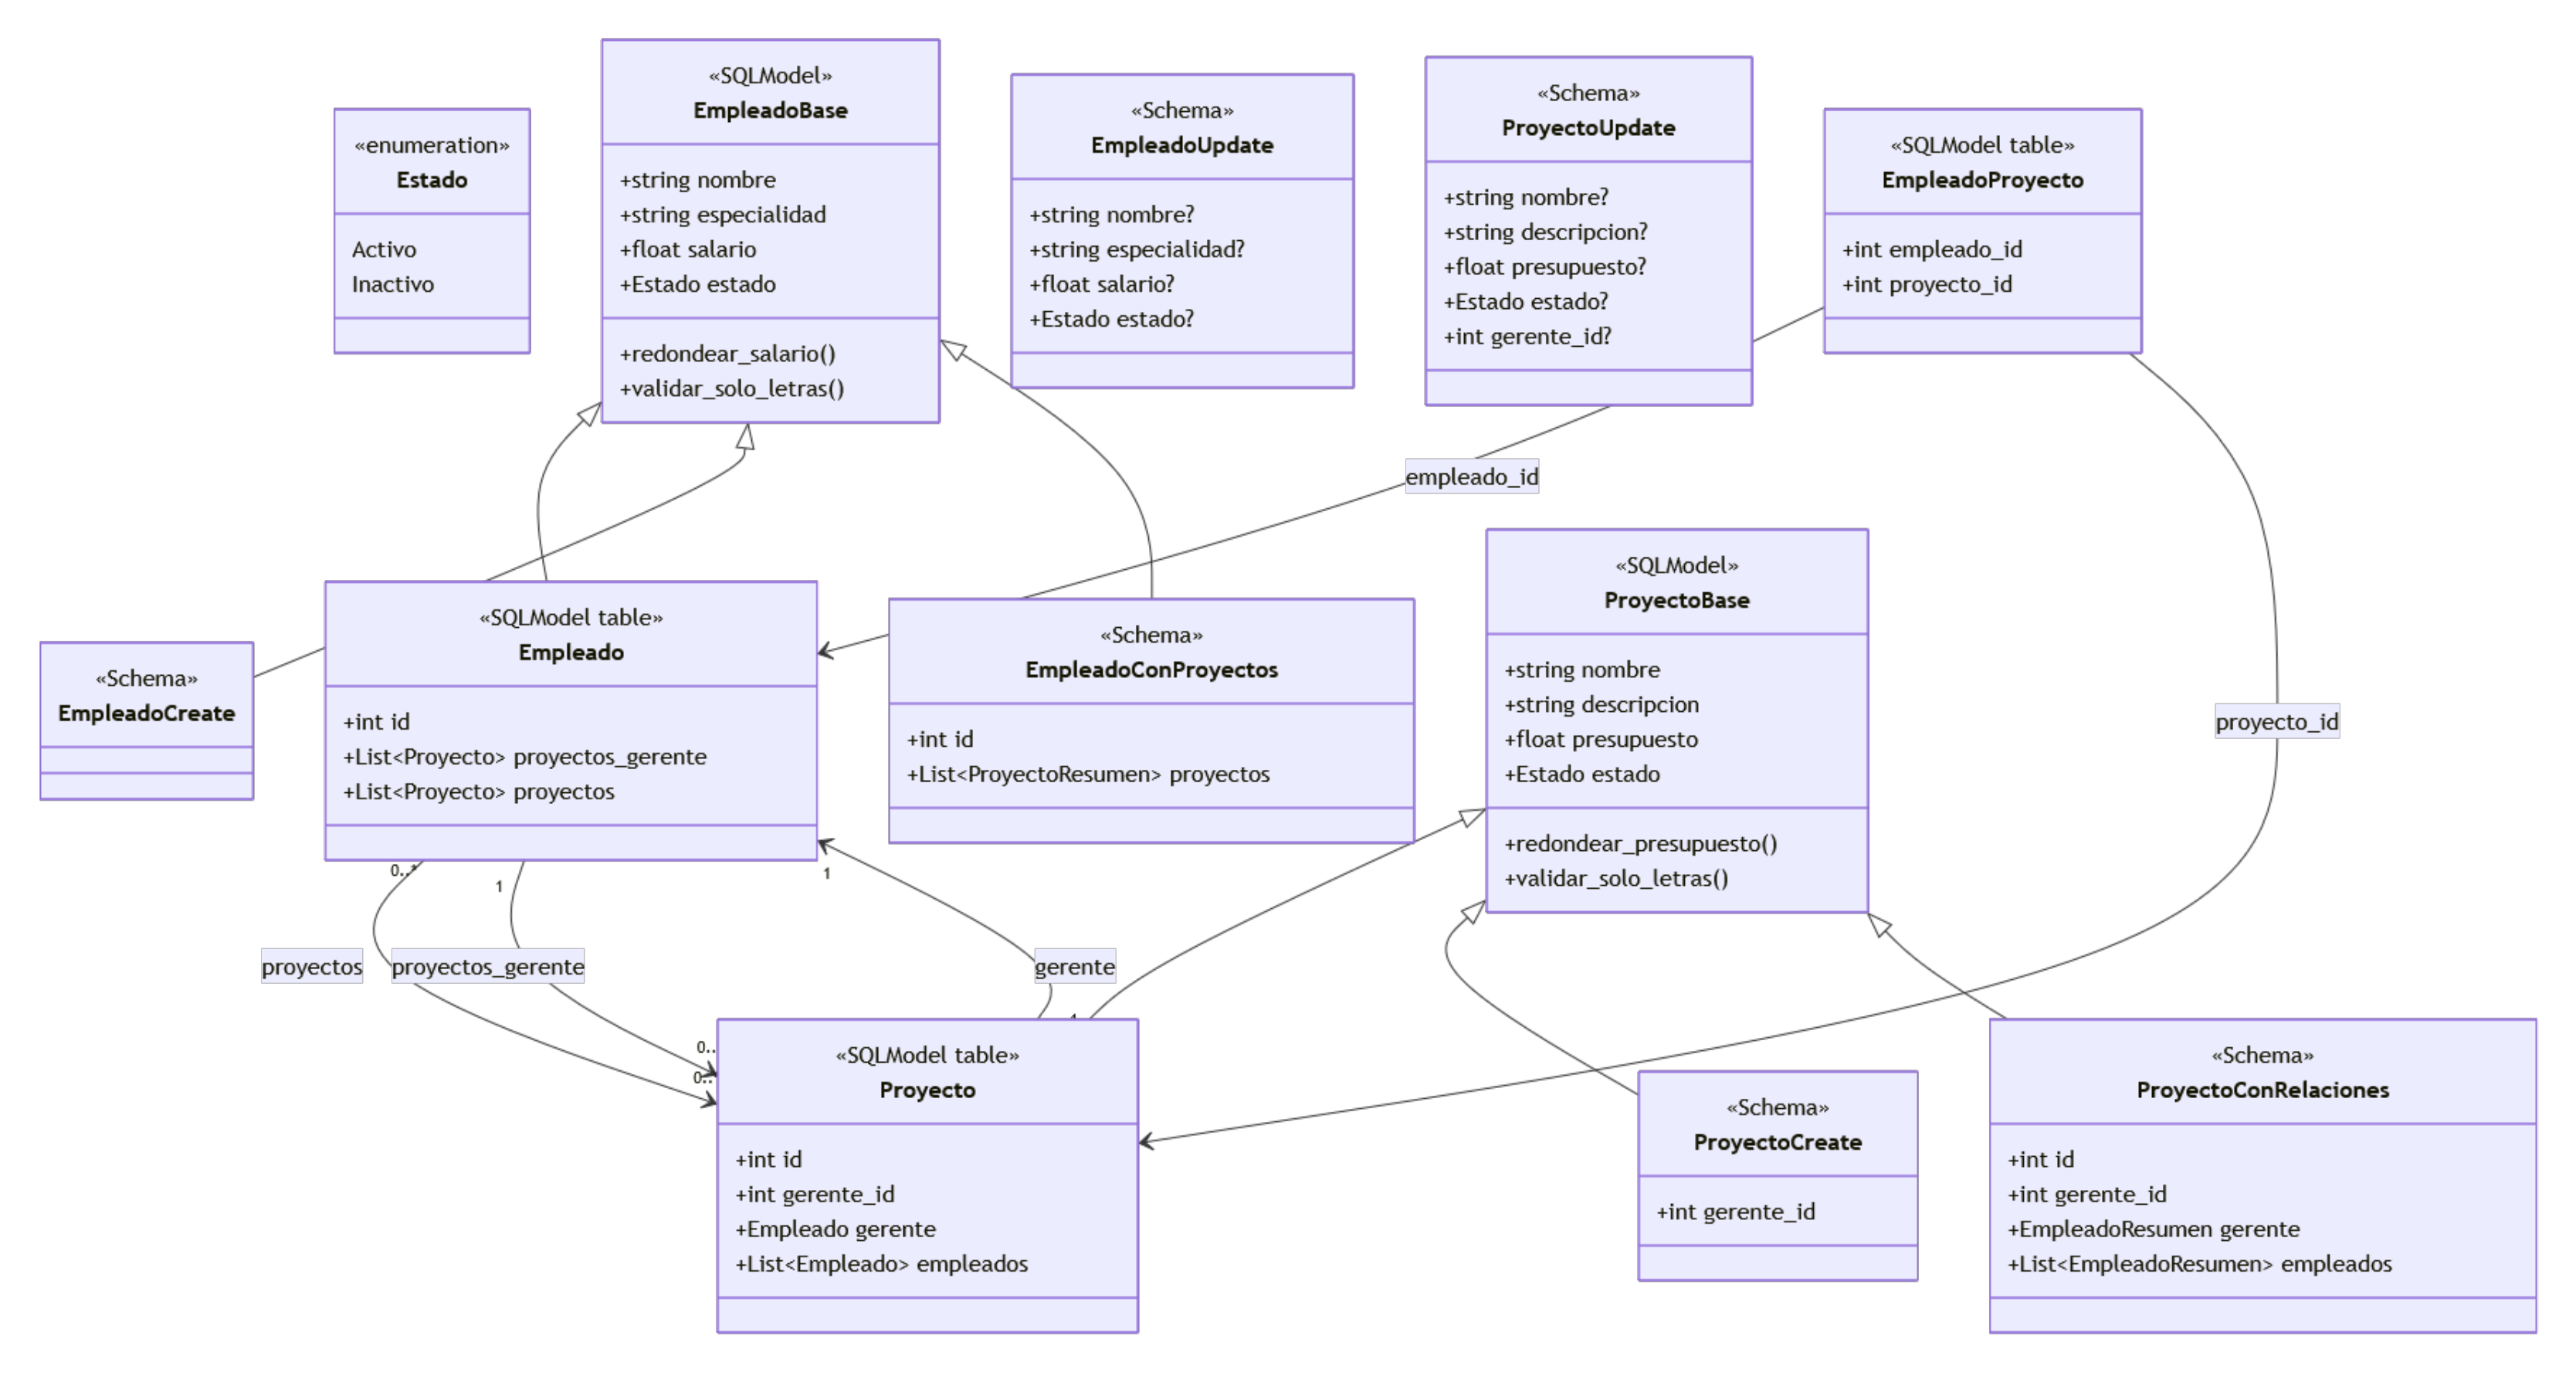 «enumeration»
Estado
Activo
Inactivo
«SQLModel»
EmpleadoBase
+string nombre
+string especialidad
+float salario
+Estado estado
+redondear_salario()
+validar_solo_letras()
«Schema»
EmpleadoUpdate
+string nombre?
+string especialidad?
+float salario?
+Estado estado?
«Schema»
ProyectoUpdate
+string nombre?
+string descripcion?
+float presupuesto?
+Estado estado?
+int gerente_id?
«SQLModel table»
EmpleadoProyecto
+int empleado_id
+int proyecto_id
empleado_id
«Schema»
EmpleadoCreate
«SQLModel table»
Empleado
+int id
+List<Proyecto> proyectos_gerente
+List<Proyecto> proyectos
«Schema»
EmpleadoConProyectos
+int id
+List<ProyectoResumen> proyectos
«SQLModel»
ProyectoBase
+string nombre
+string descripcion
+float presupuesto
+Estado estado
+redondear_presupuesto()
+validar_solo_letras()
proyecto_id
0..*
1
1
proyectos
proyectos_gerente
gerente
0..
0..
«SQLModel table»
Proyecto
+int id
+int gerente_id
+Empleado gerente
+List<Empleado> empleados
«Schema»
ProyectoCreate
+int gerente_id
«Schema»
ProyectoConRelaciones
+int id
+int gerente_id
+EmpleadoResumen gerente
+List<EmpleadoResumen> empleados